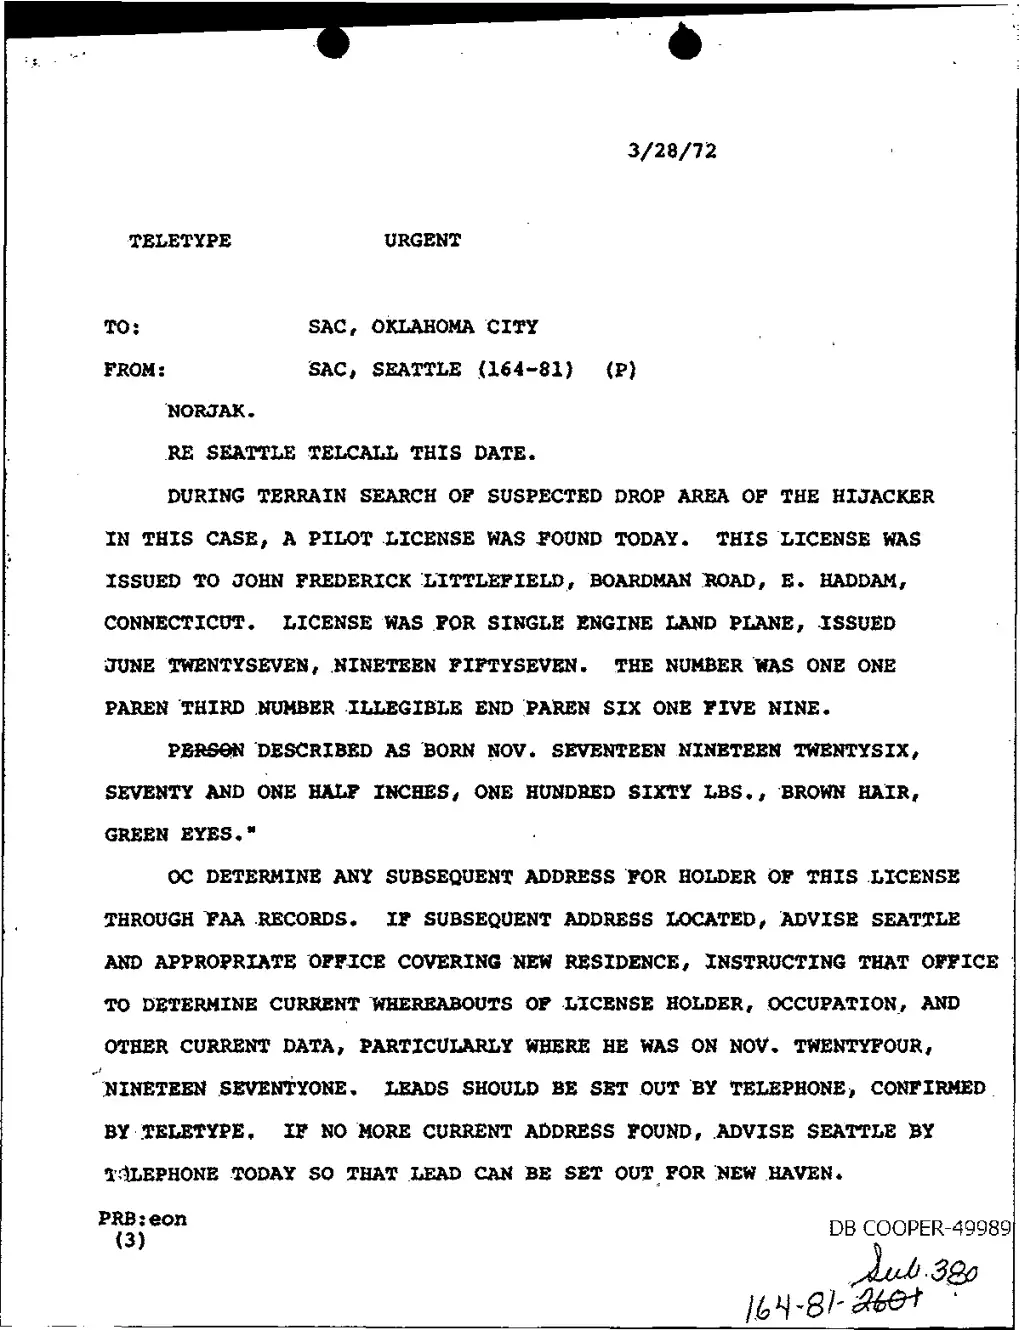 3/28/72
TELETYPE URGENT
TO: SAC, OKLAHOMA CITY
FROM: SAC, SEATTLE (164-81) (P)
NORJAK.
RE SEATTLE TELCALL THIS DATE.
DURING TERRAIN SEARCH OF SUSPECTED DROP AREA OF THE HIJACKER
IN THIS CASE, A PILOT LICENSE WAS FOUND TODAY. THIS LICENSE WAS
ISSUED TO JOHN FREDERICK LITTLEFIELD, BOARDMAN ROAD, E. HADDAM,
CONNECTICUT. LICENSE WAS FOR SINGLE ENGINE LAND PLANE, ISSUED
JUNE TWENTYSEVEN, NINETEEN FIFTYSEVEN. THE NUMBER WAS ONE ONE
PAREN THIRD NUMBER ILLEGIBLE END PAREN SIX ONE FIVE NINE.
PERSON DESCRIBED AS BORN NOV. SEVENTEEN NINETEEN TWENTYSIX,
SEVENTY AND ONE HALF INCHES, ONE HUNDRED SIXTY LBS., BROWN HAIR,
GREEN EYES."
OC DETERMINE ANY SUBSEQUENT ADDRESS FOR HOLDER OF THIS LICENSE
THROUGH FAA RECORDS. IF SUBSEQUENT ADDRESS LOCATED, ADVISE SEATTLE
AND APPROPRIATE OFFICE COVERING NEW RESIDENCE, INSTRUCTING THAT OFFICE
TO DETERMINE CURRENT WHEREABOUTS OF LICENSE HOLDER, OCCUPATION, AND
OTHER CURRENT DATA, PARTICULARLY WHERE HE WAS ON NOV. TWENTYFOUR,
NINETEEN SEVENTYONE. LEADS SHOULD BE SET OUT BY TELEPHONE, CONFIRMED
BY TELETYPE. IF NO MORE CURRENT ADDRESS FOUND, ADVISE SEATTLE BY
TELEPHONE TODAY SO THAT LEAD CAN BE SET OUT FOR NEW HAVEN.
PRB:eon
(3)
DB COOPER-49989
Sub. 380
164-81-2601